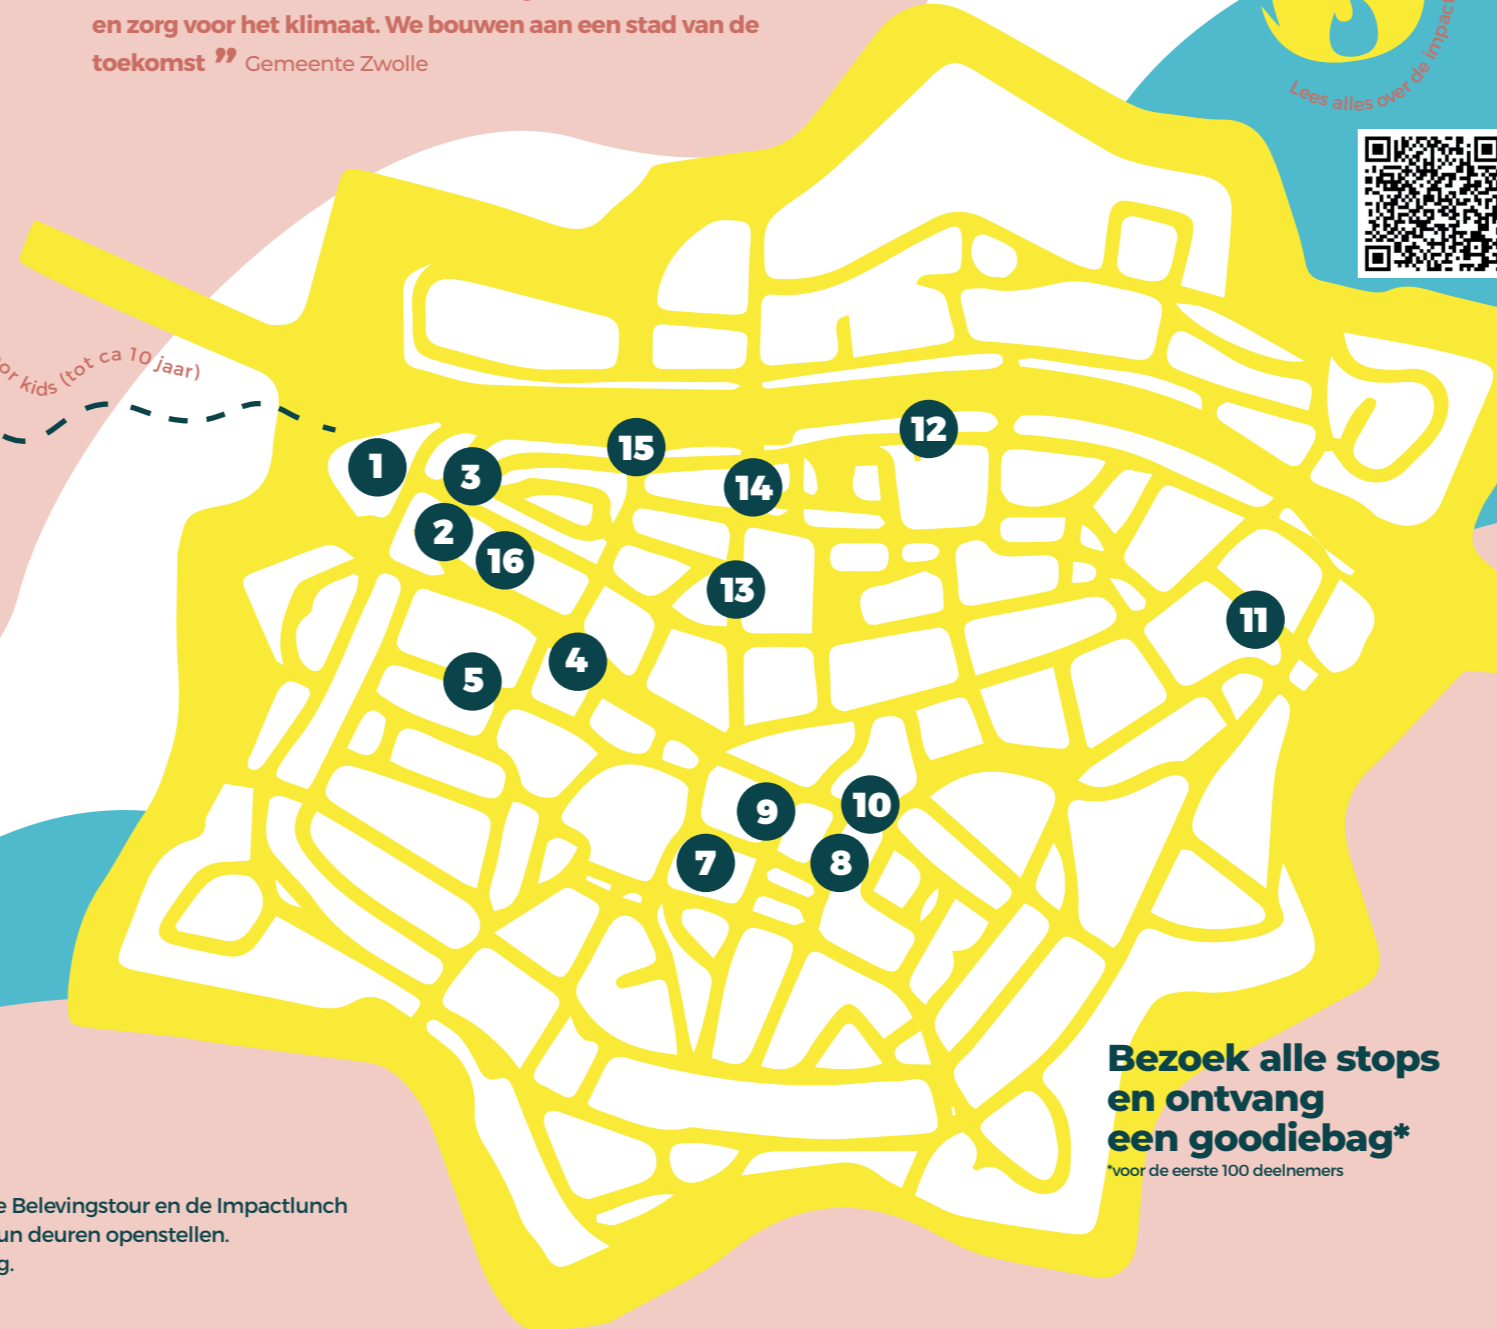 en zorg voor het klimaat. We bouwen aan een stad van de
toekomst ” Gemeente Zwolle
Lees alles over de impact
or kids (tot ca 10 jaar)
12
15
1
3
14
2
16
13
11
4
5
10
9
7
8
Bezoek alle stops
en ontvang
een goodiebag*
*voor de eerste 100 deelnemers
e Belevingstour en de Impactlunch
un deuren openstellen.
g.